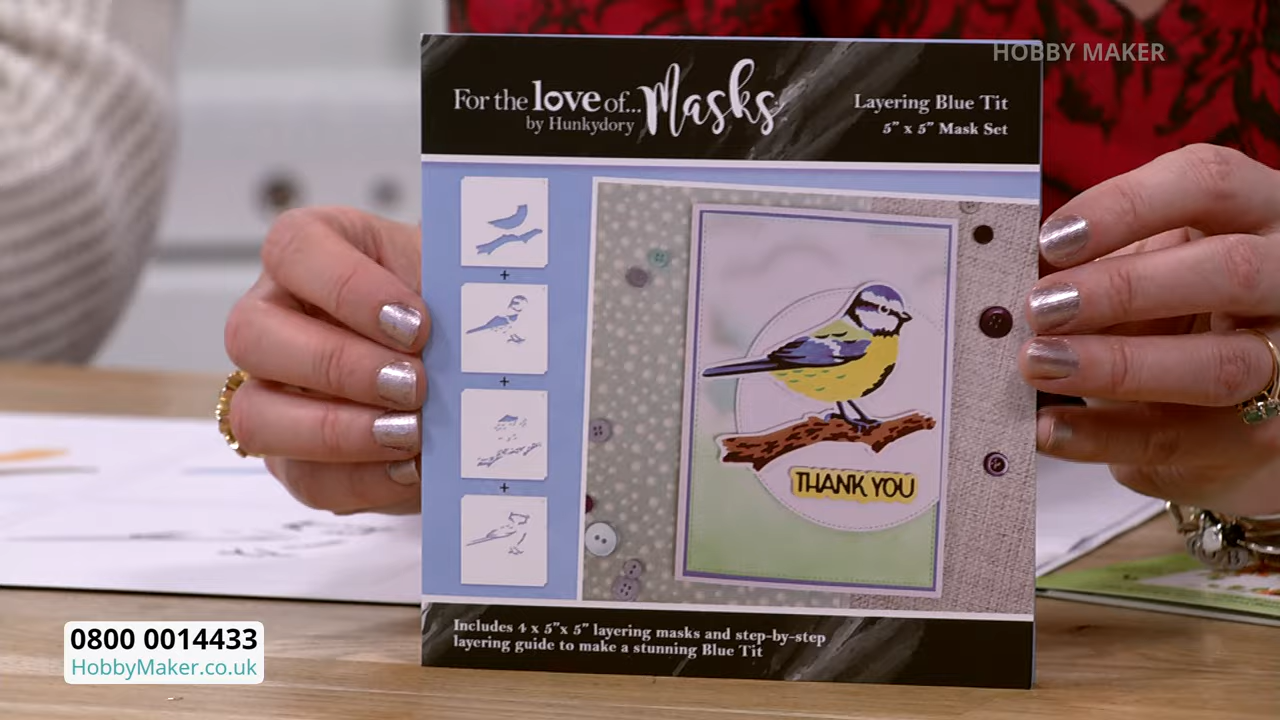 HOBBY MAKER
For the love of... Masks
by Hunkydory
Layering Blue Tit
5" x 5" Mask Set
+
+
+
THANK YOU
Includes 4 x 5"x 5" layering masks and step-by-step
layering guide to make a stunning Blue Tit
0800 0014433
HobbyMaker.co.uk